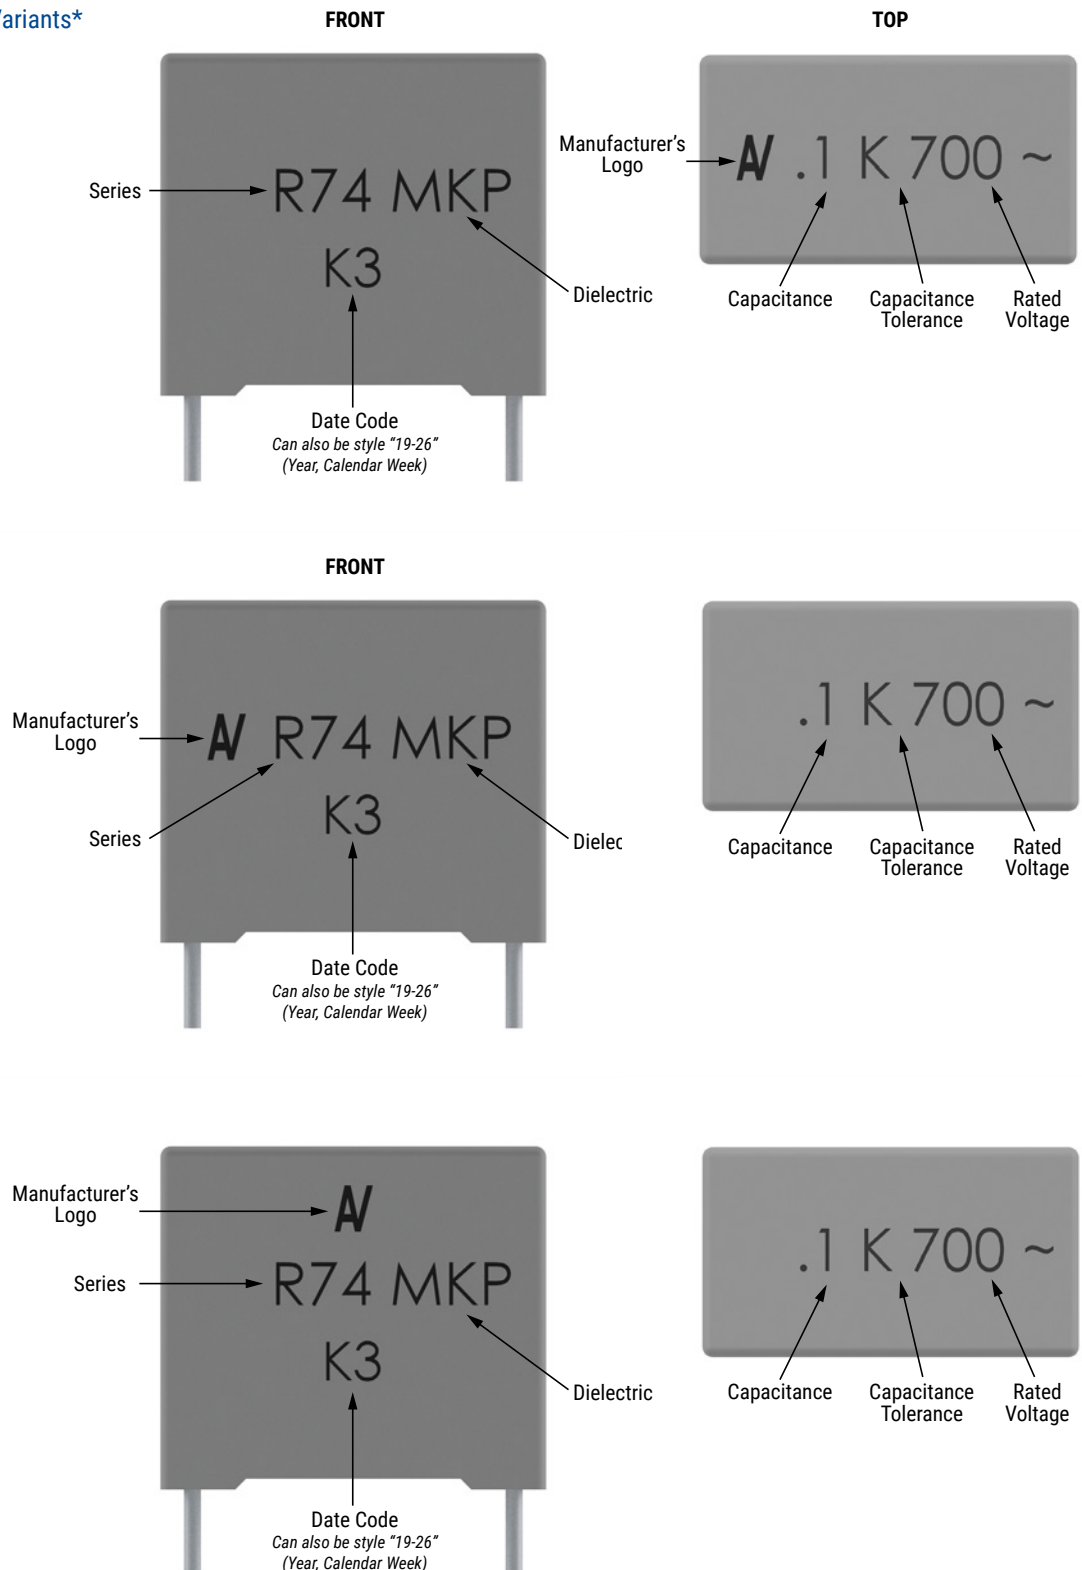 Variants*
FRONT
TOP
R74 MKP
K3
Series
Dielectric
Date Code
Can also be style “19-26”
(Year, Calendar Week)
Manufacturer’s
Logo
.1 K 700 ~
Capacitance
Capacitance
Tolerance
Rated
Voltage
FRONT
Manufacturer’s
Logo
R74 MKP
K3
Series
Dielec
Date Code
Can also be style “19-26”
(Year, Calendar Week)
.1 K 700 ~
Capacitance
Capacitance
Tolerance
Rated
Voltage
Manufacturer’s
Logo
R74 MKP
K3
Series
Dielectric
Date Code
Can also be style “19-26”
(Year, Calendar Week)
.1 K 700 ~
Capacitance
Capacitance
Tolerance
Rated
Voltage